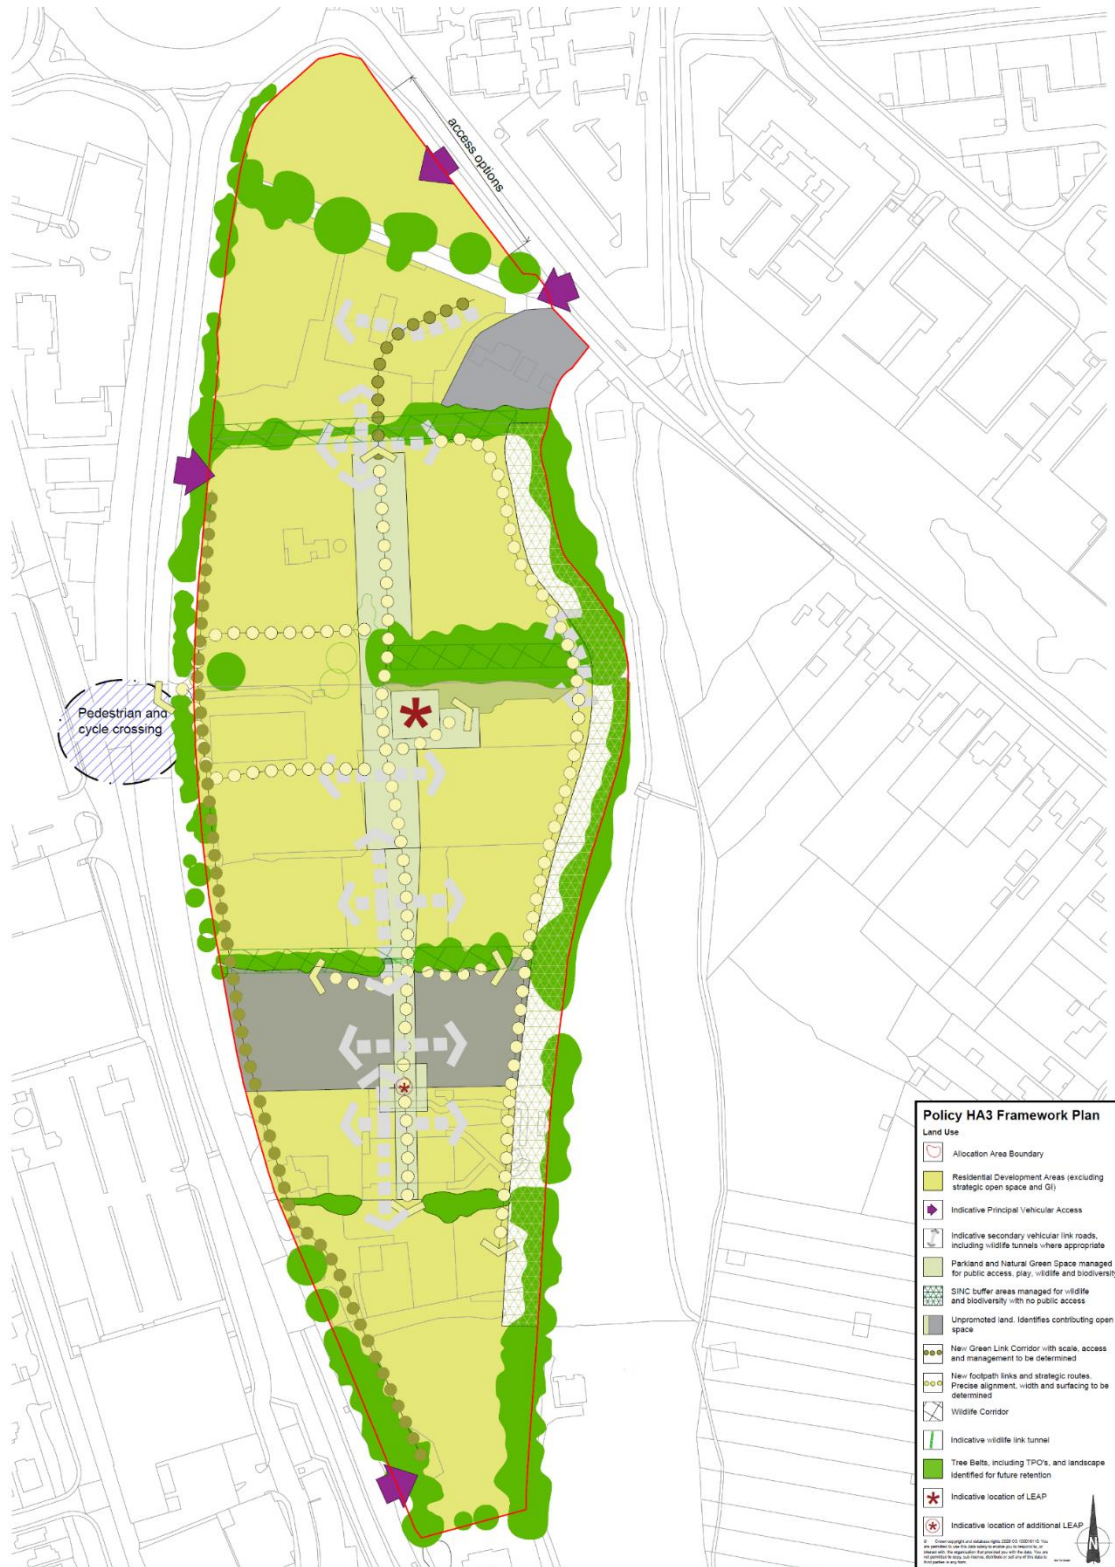 access options
Pedestrian and
cycle crossing
Policy HA3 Framework Plan
Land Use
Allocation Area Boundary
Residential Development Areas (excluding
strategic open space and GI)
Indicative Principal Vehicular Access
Indicative secondary vehicular link roads,
including wildlife tunnels where appropriate
Parkland and Natural Green Space managed
for public access, play, wildlife and biodiversity
SINC buffer areas managed for wildlife
and biodiversity with no public access
Unpromoted land. Identifies contributing open
space
New Green Link Corridor with scale, access
and management to be determined
New footpath links and strategic routes.
Precise alignment, width and surfacing to be
determined
Wildlife Corridor
Indicative wildlife link tunnel
Tree Belts, including TPO's, and landscape
identified for future retention
Indicative location of LEAP
Indicative location of additional LEAP
N